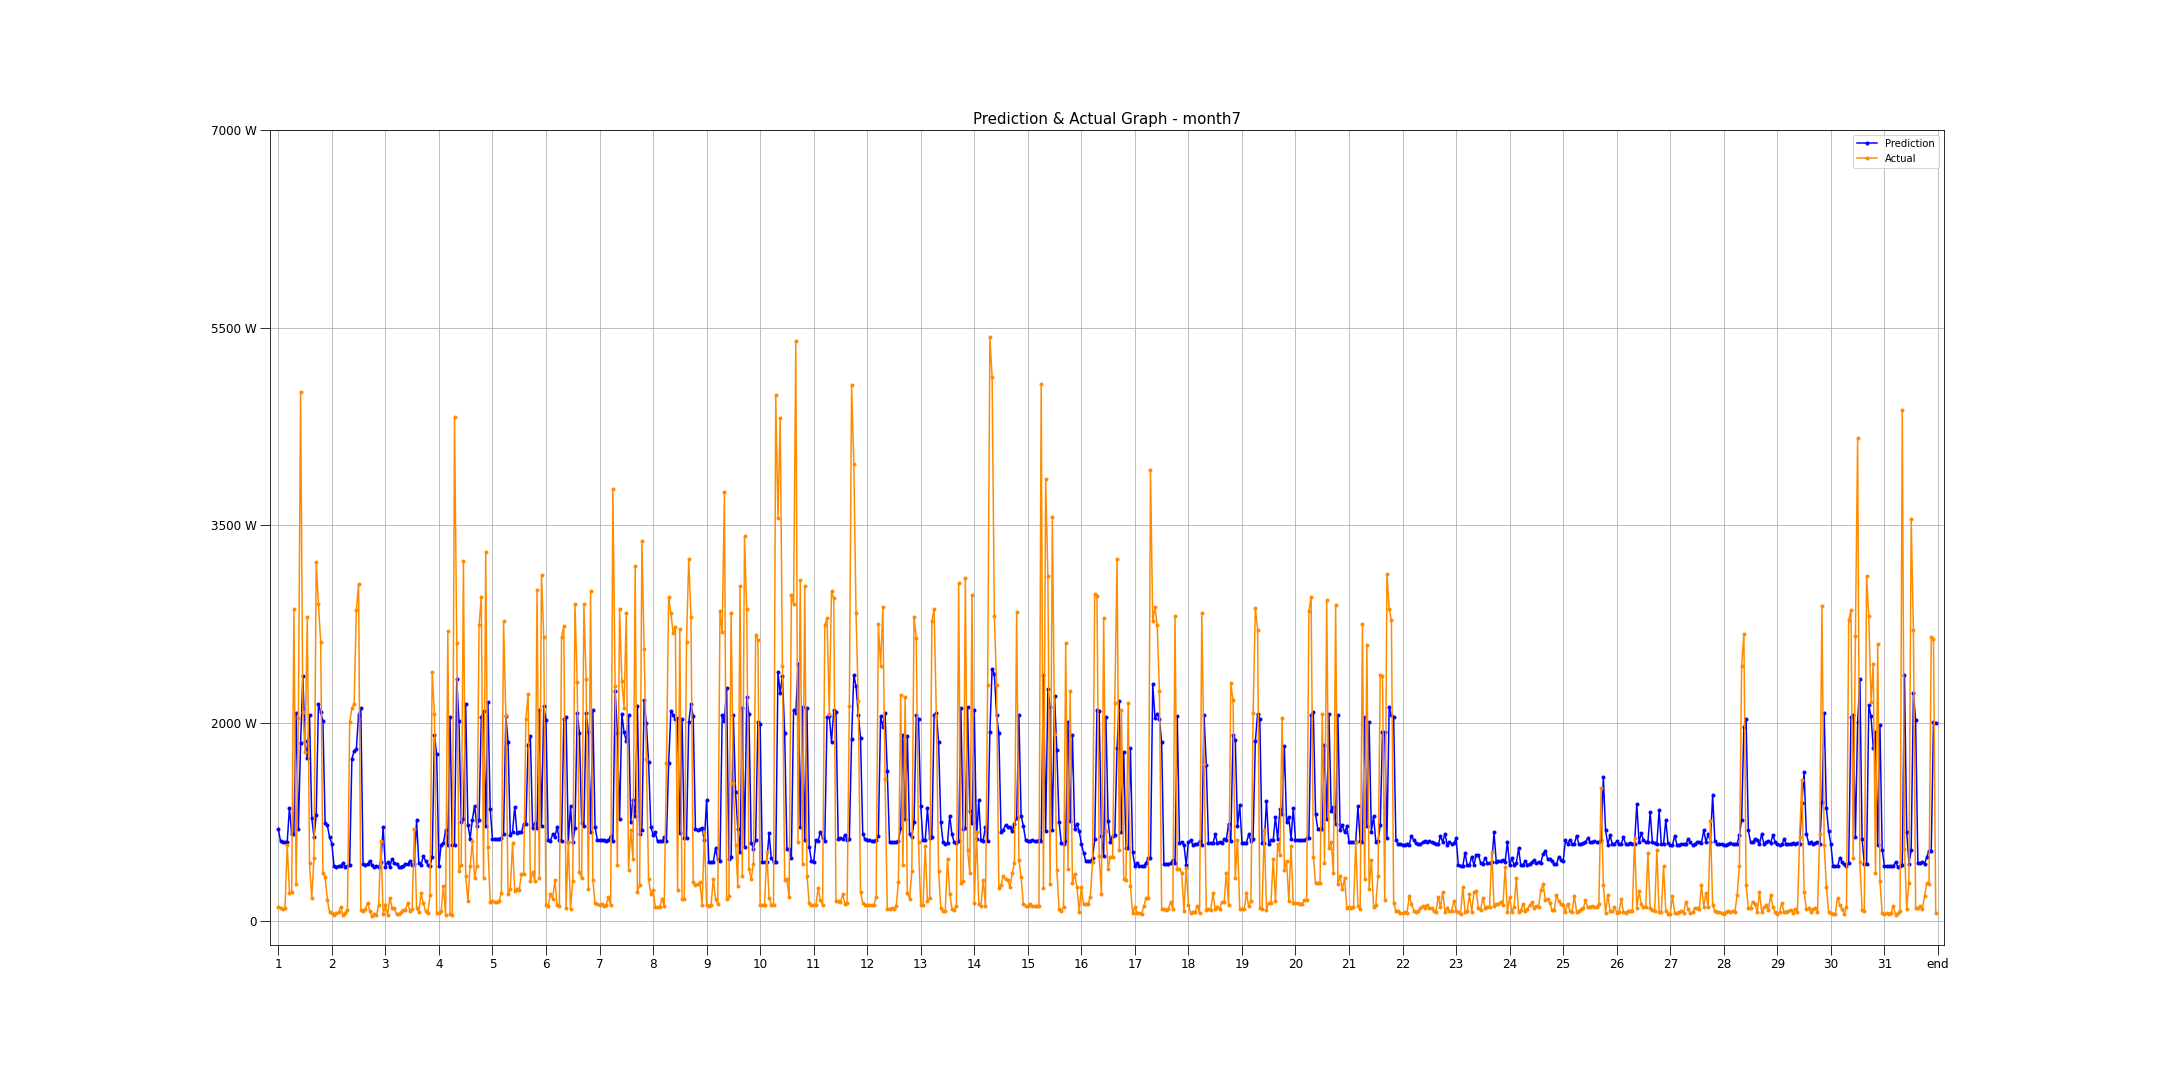 Prediction & Actual Graph - month7
7000 W
5500 W
3500 W
2000 W
0
Prediction
Actual
1 2 3 4 5 6 7 8 9 10 11 12 13 14 15 16 17 18 19 20 21 22 23 24 25 26 27 28 29 30 31 end